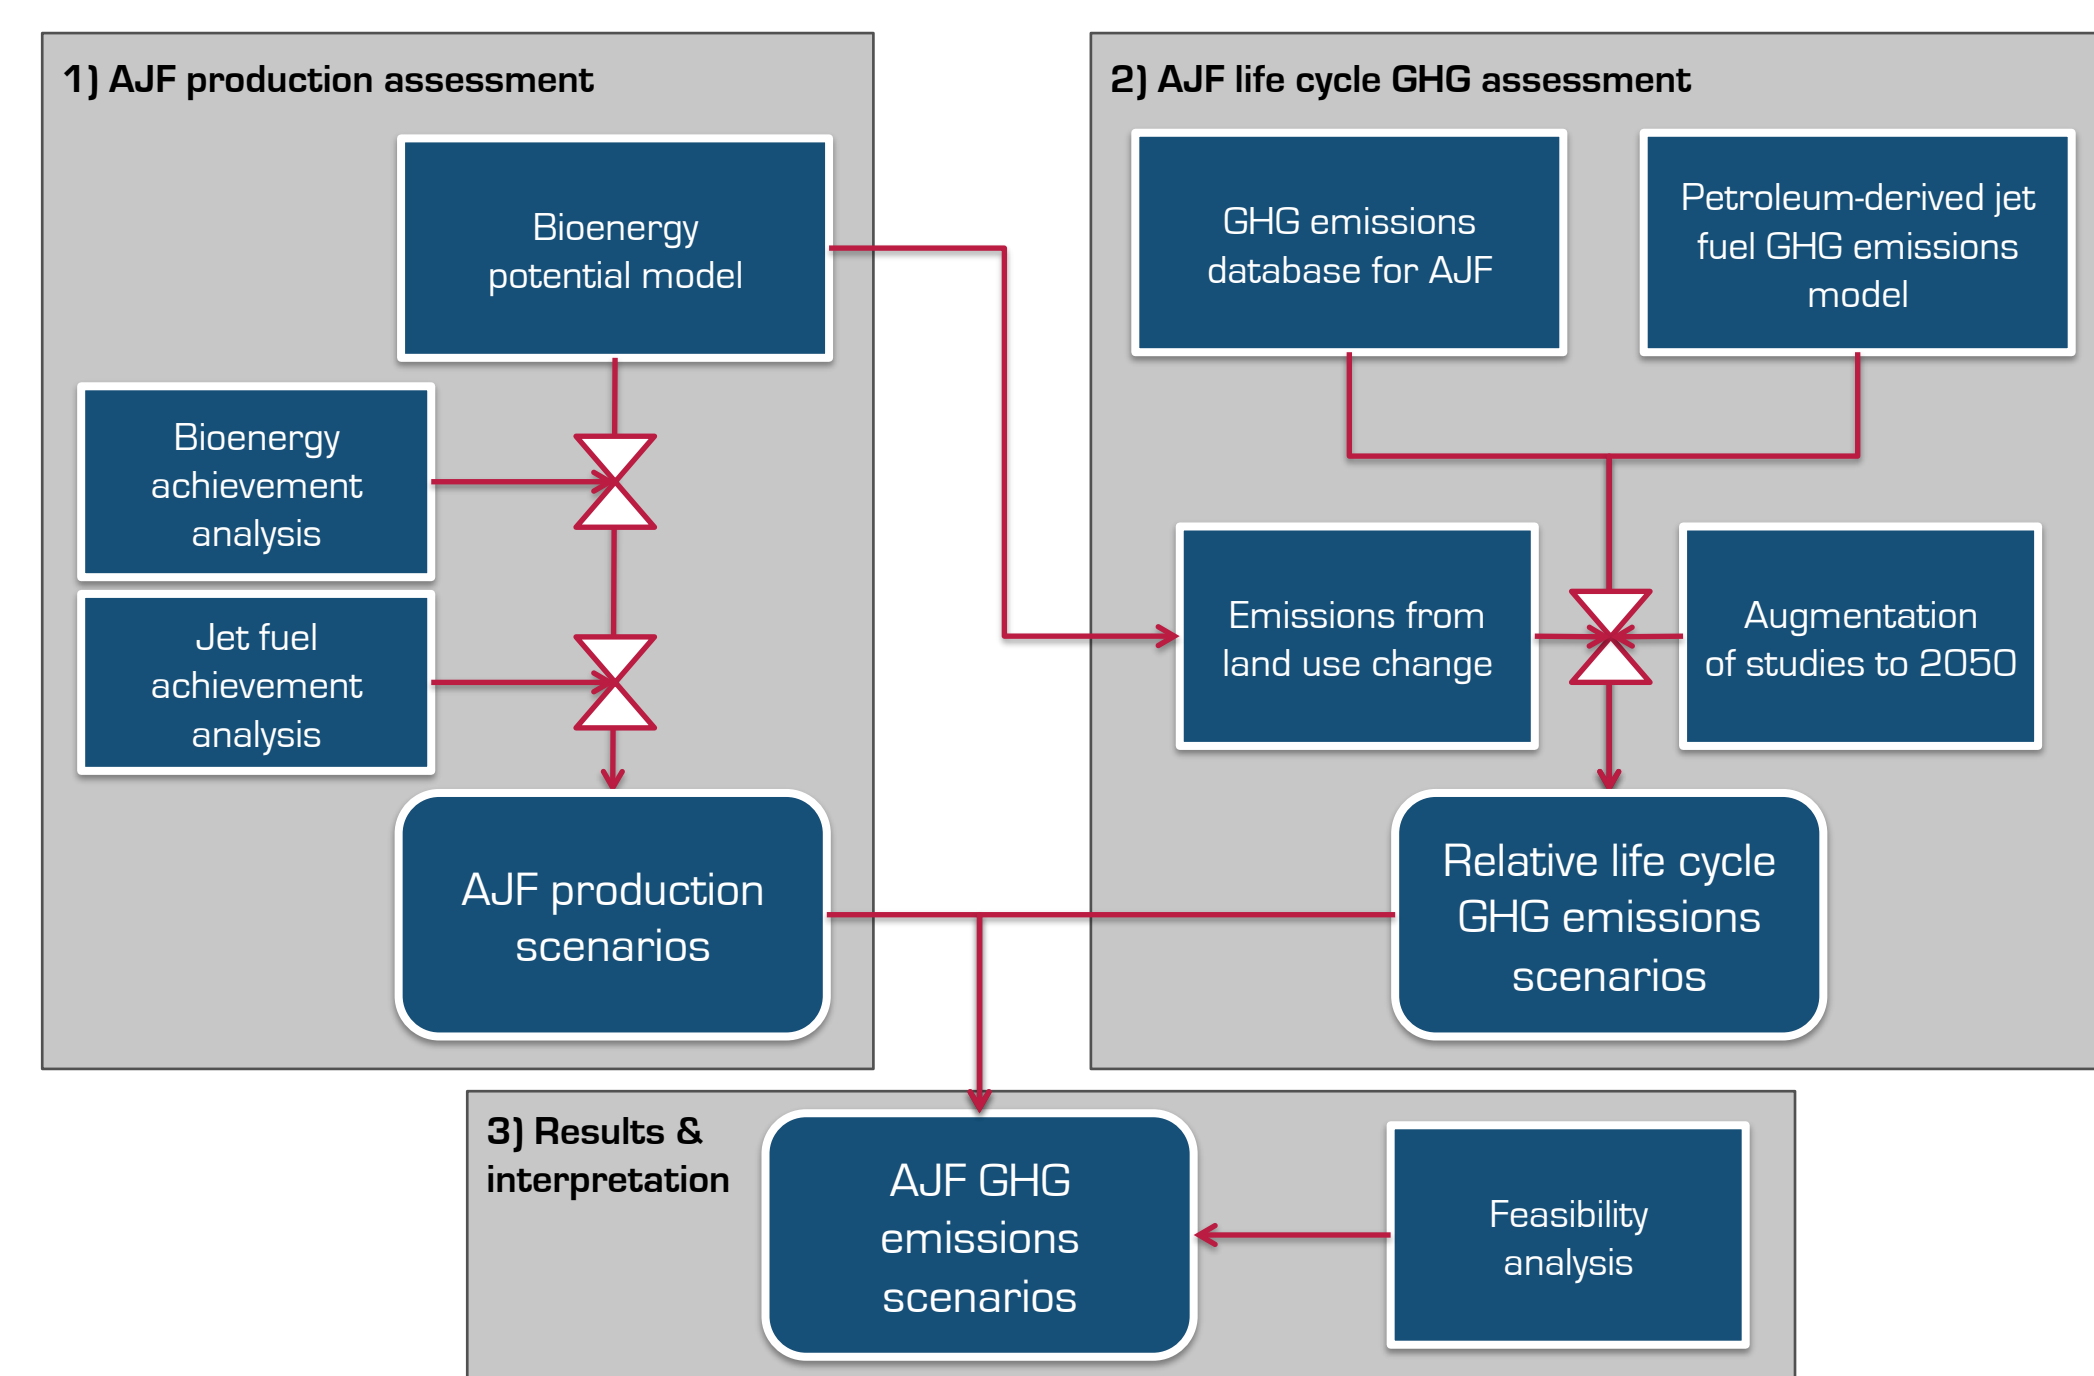 1) AJF production assessment
Bioenergy
potential model
Bioenergy
achievement
analysis
Jet fuel
achievement
analysis
AJF production
scenarios
2) AJF life cycle GHG assessment
GHG emissions
database for AJF
Petroleum-derived jet
fuel GHG emissions
model
Emissions from
land use change
Augmentation
of studies to 2050
Relative life cycle
GHG emissions
scenarios
3) Results &
interpretation
AJF GHG
emissions
scenarios
Feasibility
analysis